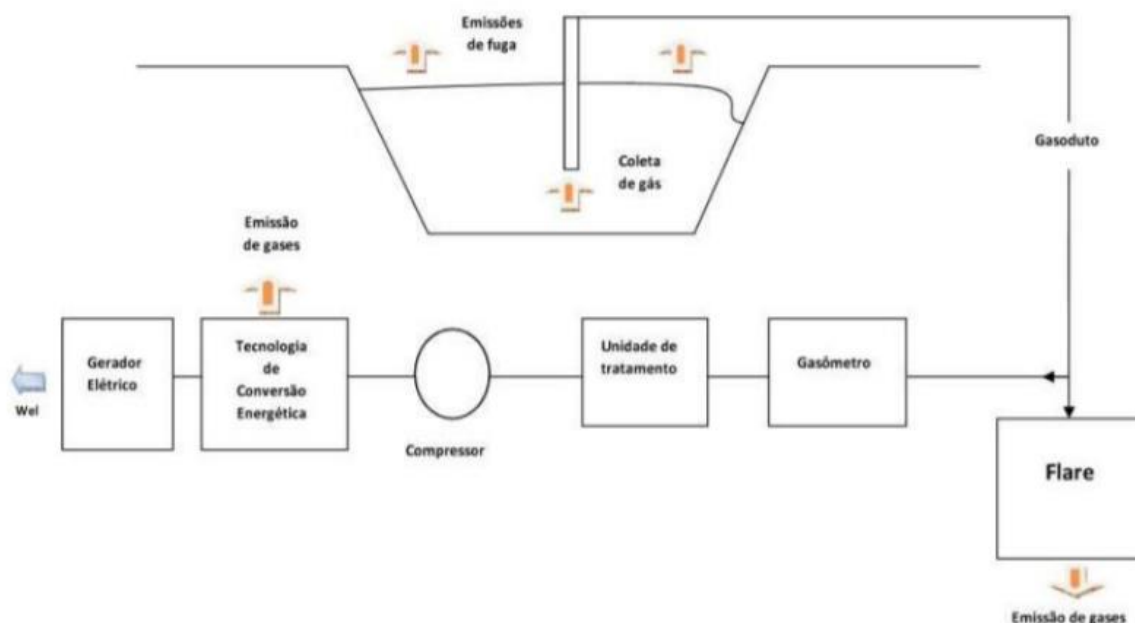 Emissões
de fuga
Gasoduto
Coleta
de gás
Emissão
de gases
Gerador
Elétrico
Tecnologia
de
Conversão
Energética
Unidade de
tratamento
Gasômetro
Wel
Compressor
Flare
Emissão de gases